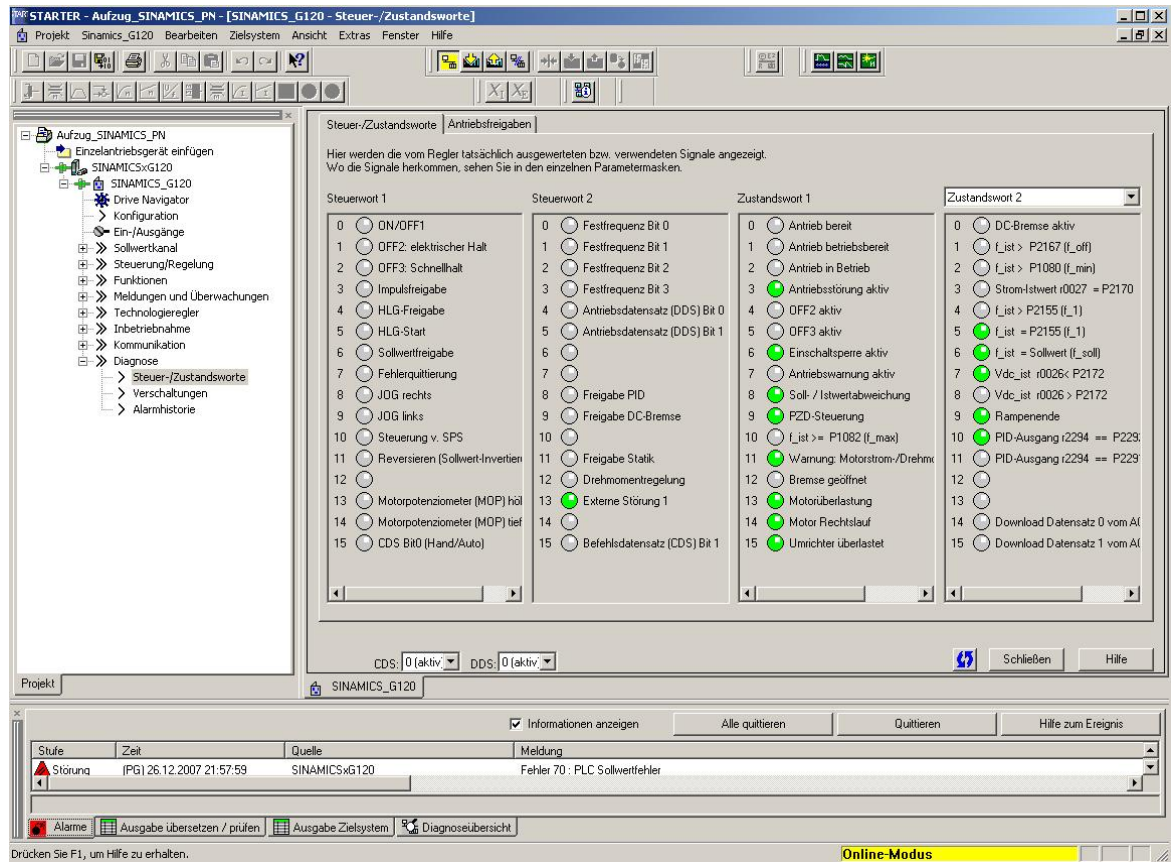 STARTER - Aufzug_SINAMICS_PN - [SINAMICS_G120 - Steuer-/Zustandsworte]
Projekt Sinamics_G120 Bearbeiten Zielsystem Ansicht Extras Fenster Hilfe
Aufzug_SINAMICS_PN
Einzelantriebsgerät einfügen
SINAMICSxG120
SINAMICS_G120
Drive Navigator
Konfiguration
Ein-/Ausgänge
Sollwertkanal
Steuerung/Regelung
Funktionen
Meldungen und Überwachungen
Technologieregler
Inbetriebnahme
Kommunikation
Diagnose
Steuer-/Zustandsworte
Verschaltungen
Alarmhistorie
Projekt
Steuer-/Zustandsworte Antriebsfreigaben
Hier werden die vom Regler tatsächlich ausgewerteten bzw. verwendeten Signale angezeigt.
Wo die Signale herkommen, sehen Sie in den einzelnen Parametermasken.
Steuerwort 1
0 ON/OFF1
1 OFF2: elektrischer Halt
2 OFF3: Schnellhalt
3 Impulsfreigabe
4 HLG-Freigabe
5 HLG-Start
6 Sollwertfreigabe
7 Fehlerquittierung
8 JOG rechts
9 JOG links
10 Steuerung v. SPS
11 Reversieren (Sollwert-Invertieru
12
13 Motorpotenziometer (MOP) höl
14 Motorpotenziometer (MOP) tief
15 CDS Bit0 (Hand/Auto)
Steuerwort 2
0 Festfrequenz Bit 0
1 Festfrequenz Bit 1
2 Festfrequenz Bit 2
3 Festfrequenz Bit 3
4 Antriebsdatensatz (DDS) Bit 0
5 Antriebsdatensatz (DDS) Bit 1
6
7
8 Freigabe PID
9 Freigabe DC-Bremse
10
11 Freigabe Statik
12 Drehmomentregelung
13 Externe Störung 1
14
15 Befehlsdatensatz (CDS) Bit 1
Zustandswort 1
0 Antrieb bereit
1 Antrieb betriebsbereit
2 Antrieb in Betrieb
3 Antriebsstörung aktiv
4 OFF2 aktiv
5 OFF3 aktiv
6 Einschaltsperre aktiv
7 Antriebswarnung aktiv
8 Soll- / Istwertabweichung
9 PZD-Steuerung
10 f_ist >= P1082 (f_max)
11 Warnung: Motorstrom-/Drehmo
12 Bremse geöffnet
13 Motorüberlastung
14 Motor Rechtslauf
15 Umrichter überlastet
Zustandswort 2
0 DC-Bremse aktiv
1 f_ist > P2167 (f_off)
2 f_ist > P1080 (f_min)
3 Strom-Istwert r0027 = P2170
4 f_ist > P2155 (f_1)
5 f_ist = P2155 (f_1)
6 f_ist = Sollwert (f_soll)
7 Vdc_ist r0026< P2172
8 Vdc_ist r0026 > P2172
9 Rampenende
10 PID-Ausgang r2294 == P2292
11 PID-Ausgang r2294 == P2291
12
13
14 Download Datensatz 0 vom A
15 Download Datensatz 1 vom A
CDS: 0 (aktiv) DDS: 0 (aktiv)
Schließen Hilfe
SINAMICS_G120
Informationen anzeigen Alle quittieren Quittieren Hilfe zum Ereignis
Stufe Zeit Quelle Meldung
Störung (PG) 26.12.2007 21:57:59 SINAMICSxG120 Fehler 70 : PLC Sollwertfehler
Alarme Ausgabe übersetzen / prüfen Ausgabe Zielsystem Diagnoseübersicht
Drücken Sie F1, um Hilfe zu erhalten. Online-Modus